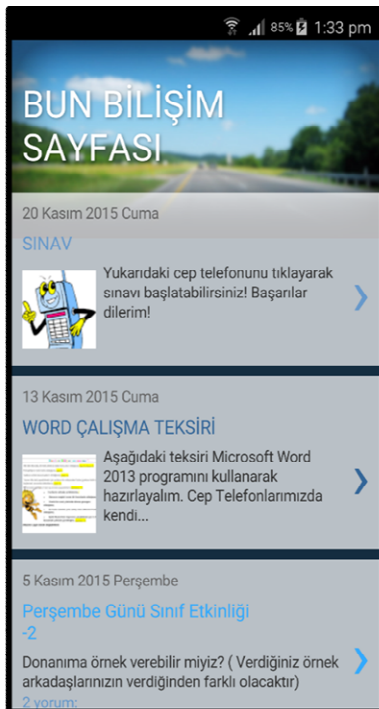 85% 1:33 pm
BUN BİLİŞİM
SAYFASI
20 Kasım 2015 Cuma
SINAV
Yukarıdaki cep telefonunu tıklayarak
sınavı başlatabilirsiniz! Başarılar
dilerim!
13 Kasım 2015 Cuma
WORD ÇALIŞMA TEKSİRİ
Aşağıdaki teksiri Microsoft Word
2013 programını kullanarak
hazırlayalım. Cep Telefonlarımızda
kendi...
5 Kasım 2015 Perşembe
Perşembe Günü Sınıf Etkinliği
-2
Donanıma örnek verebilir miyiz? ( Verdiğiniz örnek
arkadaşlarınızın verdiğinden farklı olacaktır)
2 yorum: